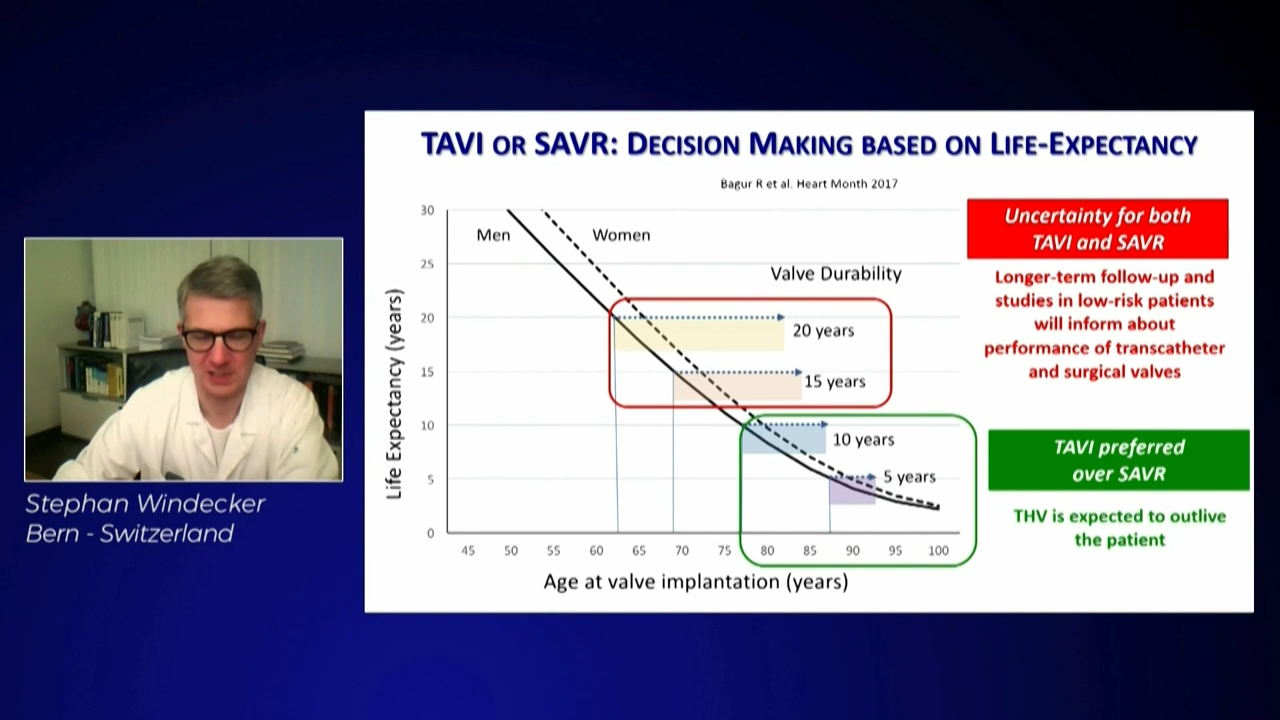 TAVI OR SAVR: DECISION MAKING BASED ON LIFE-EXPECTANCY
Bagur R et al. Heart Month 2017
Men
Women
Valve Durability
20 years
15 years
10 years
5 years
Life Expectancy (years)
30
25
20
15
10
5
0
45 50 55 60 65 70 75 80 85 90 95 100
Age at valve implantation (years)
Uncertainty for both
TAVI and SAVR
Longer-term follow-up and
studies in low-risk patients
will inform about
performance of transcatheter
and surgical valves
TAVI preferred
over SAVR
THV is expected to outlive
the patient
Stephan Windecker
Bern - Switzerland